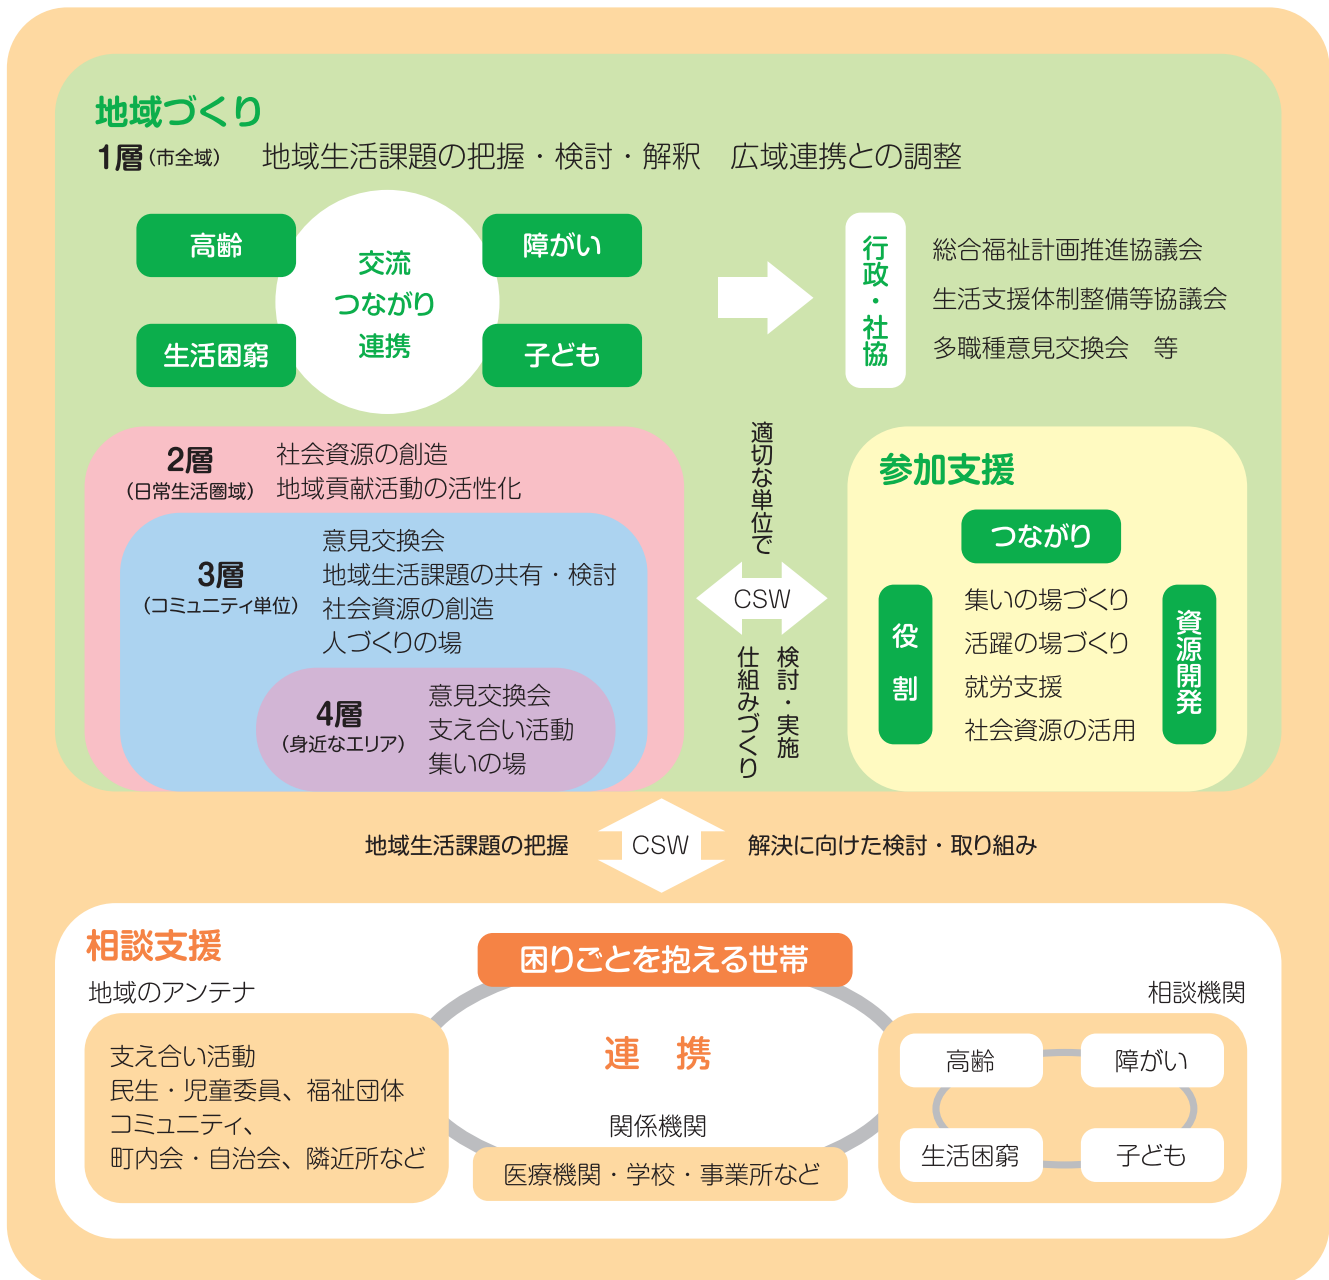 地域づくり
1層（市全域）　地域生活課題の把握・検討・解釈　広域連携との調整
高齢
障がい
生活困窮
子ども
交流
つながり
連携
行政・社協
総合福祉計画推進協議会
生活支援体制整備等協議会
多職種意見交換会　等
2層
（日常生活圏域）
社会資源の創造
地域貢献活動の活性化
3層
（コミュニティ単位）
意見交換会
地域生活課題の共有・検討
社会資源の創造
人づくりの場
4層
（身近なエリア）
意見交換会
支え合い活動
集いの場
適切な単位で
CSW
検討・実施
仕組みづくり
参加支援
つながり
役割
集いの場づくり
活躍の場づくり
就労支援
社会資源の活用
資源開発
地域生活課題の把握
CSW
解決に向けた検討・取り組み
相談支援
困りごとを抱える世帯
地域のアンテナ
支え合い活動
民生・児童委員、福祉団体
コミュニティ、
町内会・自治会、隣近所など
連　携
関係機関
医療機関・学校・事業所など
相談機関
高齢
障がい
生活困窮
子ども